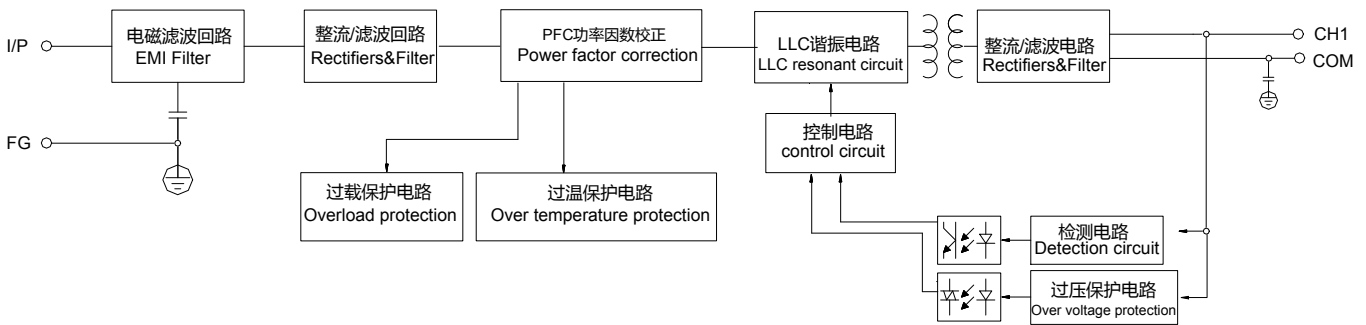 I/P
电磁滤波回路
EMI Filter
整流/滤波回路
Rectifiers&Filter
PFC功率因数校正
Power factor correction
LLC谐振电路
LLC resonant circuit
整流/滤波电路
Rectifiers&Filter
CH1
COM
FG
控制电路
control circuit
过载保护电路
Overload protection
过温保护电路
Over temperature protection
检测电路
Detection circuit
过压保护电路
Over voltage protection